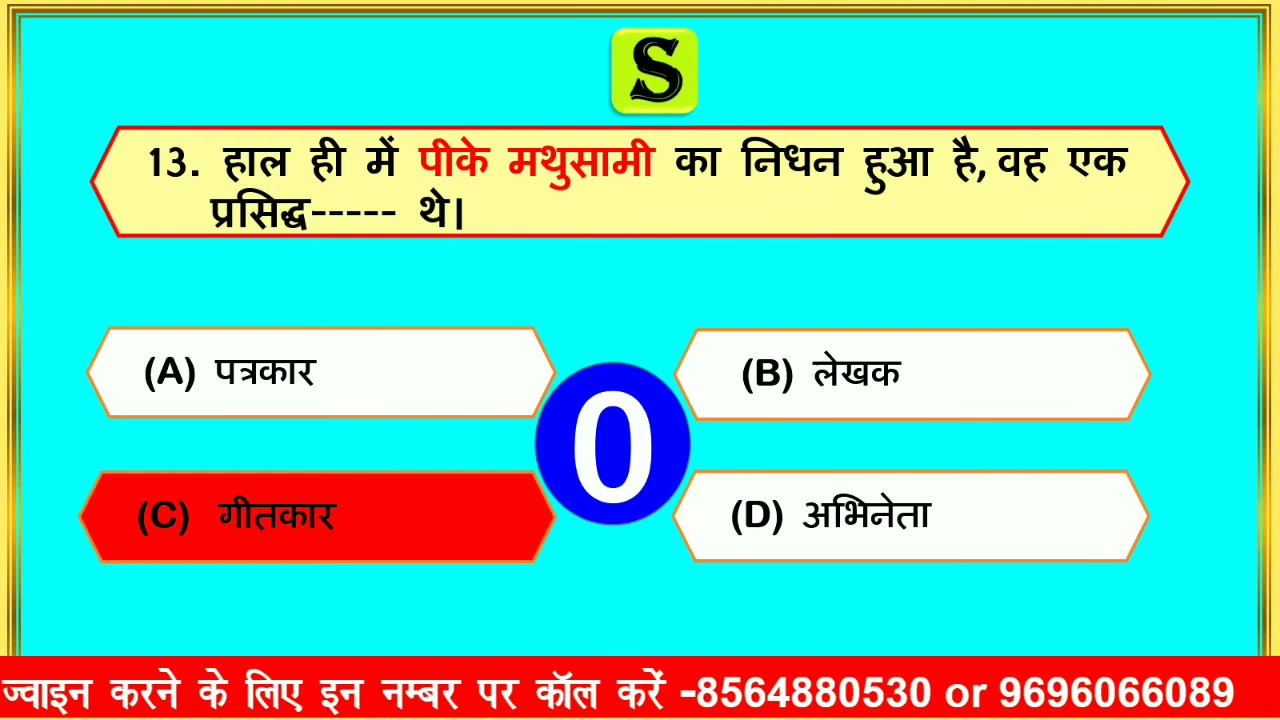 S
13. हाल ही में पीके मथुसामी का निधन हुआ है, वह एक
प्रसिद्ध----- थे।
(A) पत्रकार
(B) लेखक
0
(C) गीतकार
(D) अभिनेता
ज्वाइन करने के लिए इन नम्बर पर कॉल करें -8564880530 or 9696066089